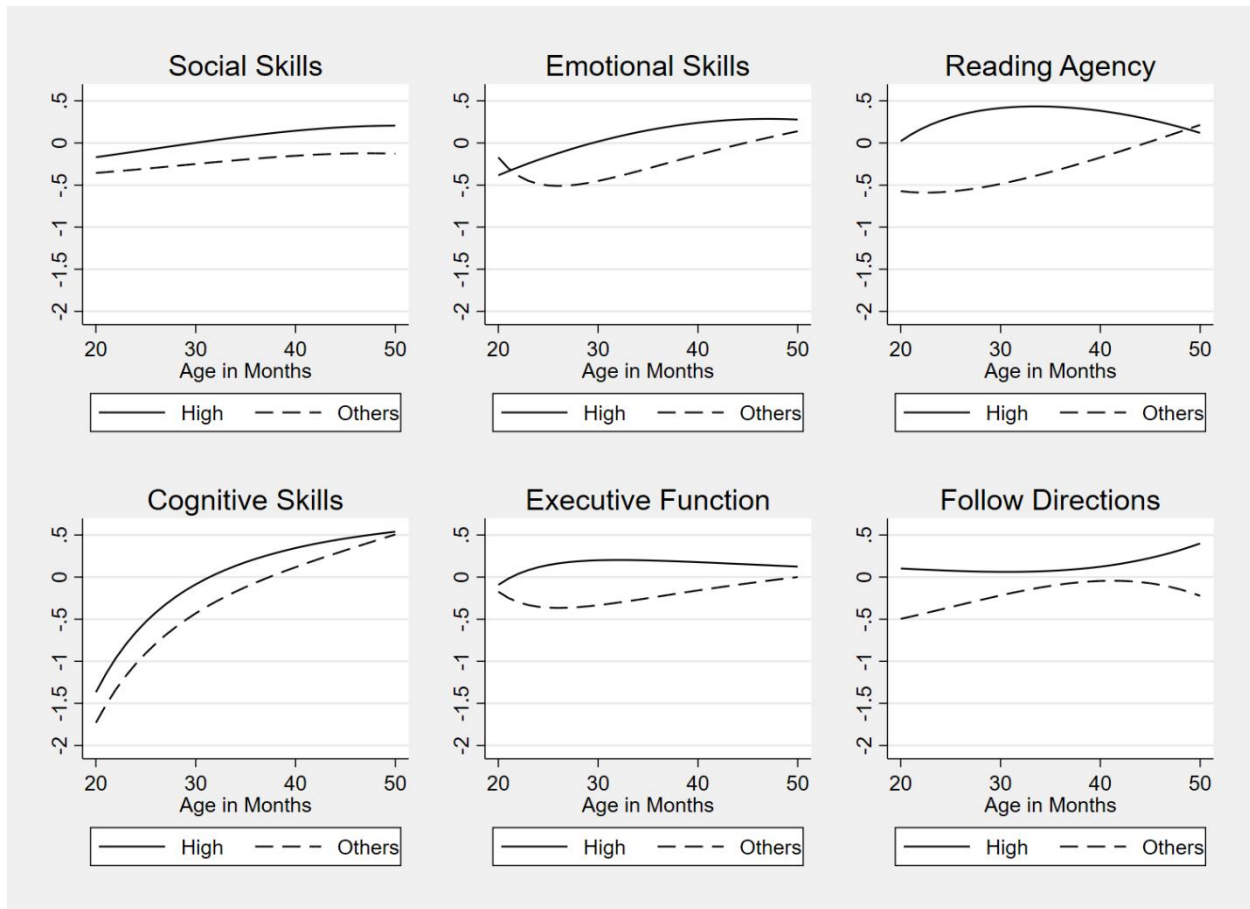 Social Skills
.5
0
-.5
-1
-1.5
-2
20 30 40 50
Age in Months
High Others
Emotional Skills
.5
0
-.5
-1
-1.5
-2
20 30 40 50
Age in Months
High Others
Reading Agency
.5
0
-.5
-1
-1.5
-2
20 30 40 50
Age in Months
High Others
Cognitive Skills
.5
0
-.5
-1
-1.5
-2
20 30 40 50
Age in Months
High Others
Executive Function
.5
0
-.5
-1
-1.5
-2
20 30 40 50
Age in Months
High Others
Follow Directions
.5
0
-.5
-1
-1.5
-2
20 30 40 50
Age in Months
High Others